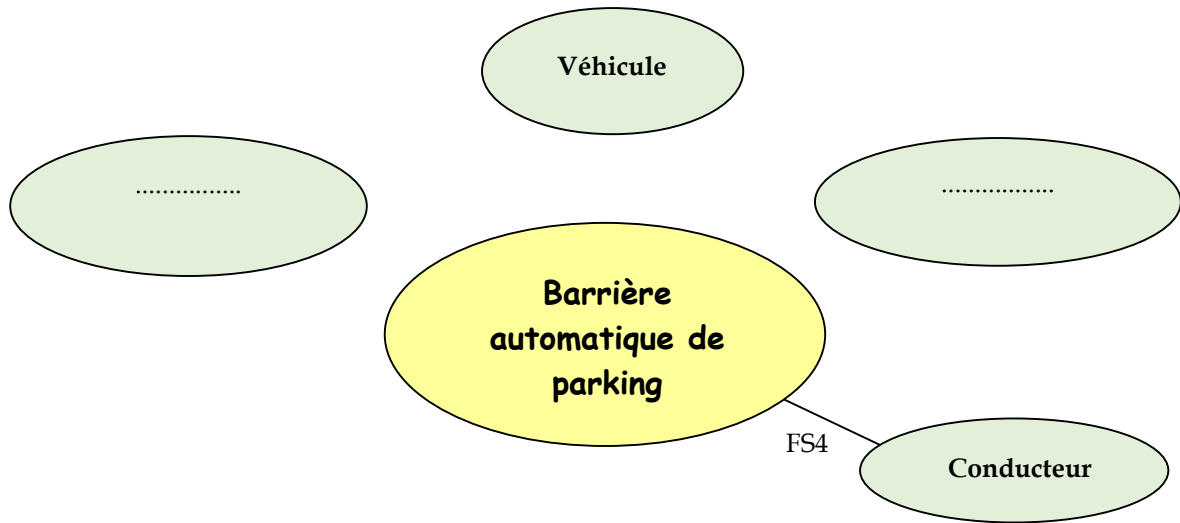 Véhicule
................
.................
Barrière
automatique de
parking
FS4
Conducteur